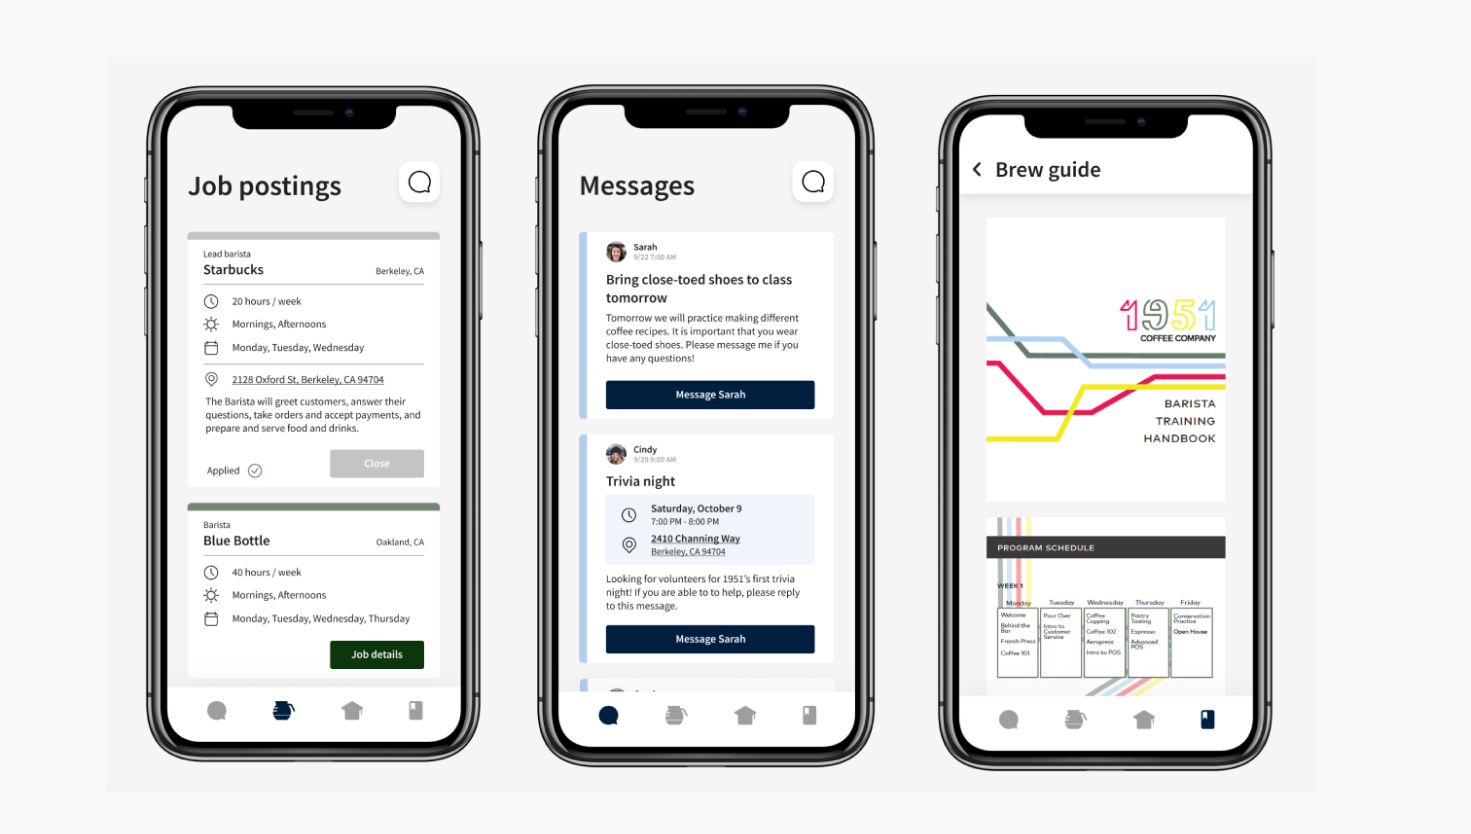 Job postings
Lead barista
Starbucks
Berkeley, CA
20 hours / week
Mornings, Afternoons
Monday, Tuesday, Wednesday
2128 Oxford St, Berkeley, CA 94704
The Barista will greet customers, answer their
questions, take orders and accept payments, and
prepare and serve food and drinks.
Applied
Close
Barista
Blue Bottle
Oakland, CA
40 hours / week
Mornings, Afternoons
Monday, Tuesday, Wednesday, Thursday
Job details
Messages
Sarah
9/22 7:00 AM
Bring close-toed shoes to class
tomorrow
Tomorrow we will practice making different
coffee recipes. It is important that you wear
close-toed shoes. Please message me if you
have any questions!
Message Sarah
Cindy
9/20 9:00 AM
Trivia night
Saturday, October 9
7:00 PM - 8:00 PM
2410 Channing Way
Berkeley, CA 94704
Looking for volunteers for 1951's first trivia
night! If you are able to to help, please reply
to this message.
Message Sarah
Brew guide
1951
COFFEE COMPANY
BARISTA
TRAINING
HANDBOOK
PROGRAM SCHEDULE
WEEK 1
Monday Tuesday Wednesday Thursday Friday
Welcome
Behind the
Bar
French Press
Coffee 101
Pour Over
Intro to
Customer
Service
Coffee
Cupping
Coffee 102
Aeropress
Intro to POS
Pastry
Tasting
Espresso
Advanced
POS
Conversation
Practice
Open House